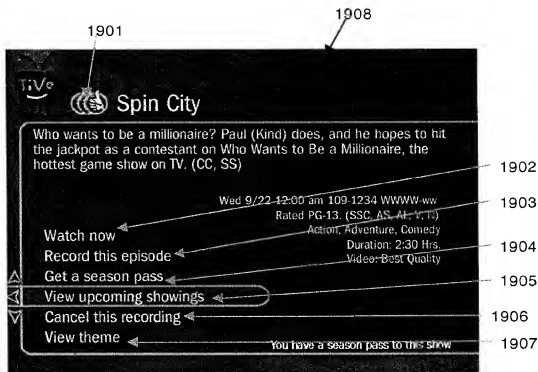 1908
1901
TiVo
Spin City
Who wants to be a millionaire? Paul (Kind) does, and he hopes to hit
the jackpot as a contestant on Who Wants to Be a Millionaire, the
hottest game show on TV. (CC, SS)
1902
Wed 9/22 12:00 am 109-1234 WWWW-ww
1903
Rated PG-13. (SSC, AS, AL, V, N)
Action, Adventure, Comedy
Watch now
Duration: 2:30 Hrs.
1904
Record this episode
Video: Best Quality
Get a season pass
1905
View upcoming showings
Cancel this recording
1906
View theme
You have a season pass to this show
1907